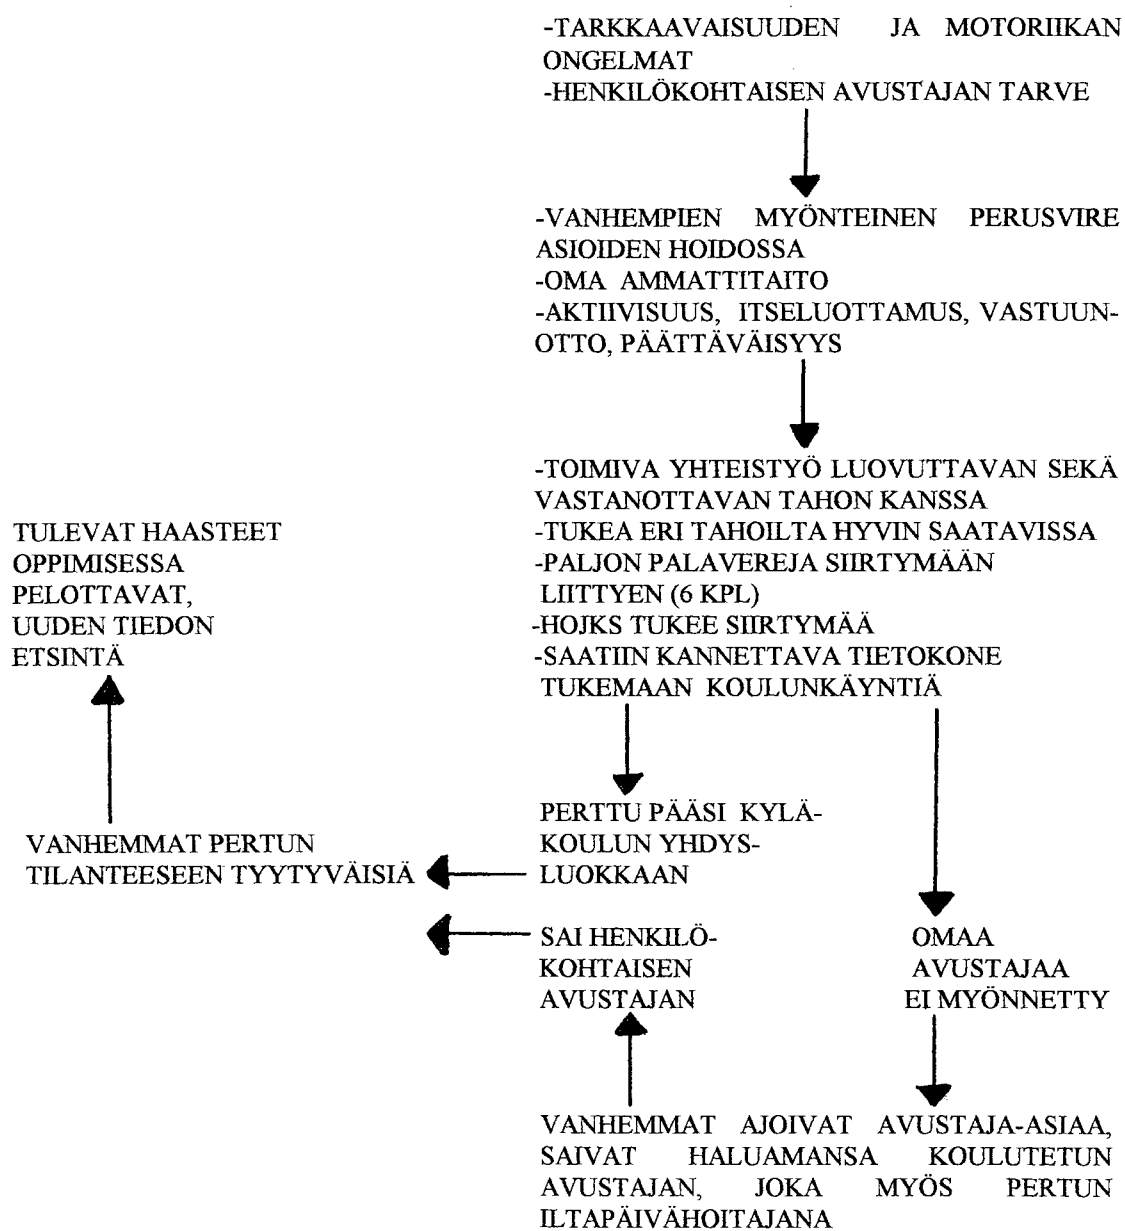 -TARKKAAVAISUUDEN JA MOTORIIKAN
ONGELMAT
-HENKILÖKOHTAISEN AVUSTAJAN TARVE
-VANHEMPIEN MYÖNTEINEN PERUSVIRE
ASIOIDEN HOIDOSSA
-OMA AMMATTITAITO
-AKTIIVISUUS, ITSELUOTTAMUS, VASTUUN-
OTTO, PÄÄTTÄVÄISYYS
-TOIMIVA YHTEISTYÖ LUOVUTTAVAN SEKÄ
VASTANOTTAVAN TAHON KANSSA
-TUKEA ERI TAHOILTA HYVIN SAATAVISSA
-PALJON PALAVEREJA SIIRTYMÄÄN
LIITTYEN (6 KPL)
-HOJKS TUKEE SIIRTYMÄÄ
-SAATIIN KANNETTAVA TIETOKONE
TUKEMAAN KOULUNKÄYNTIÄ
TULEVAT HAASTEET
OPPIMISESSA
PELOTTAVAT,
UUDEN TIEDON
ETSINTÄ
PERTTU PÄÄSI KYLÄ-
KOULUN YHDYS-
LUOKKAAN
VANHEMMAT PERTUN
TILANTEESEEN TYYTYVÄISIÄ
SAI HENKILÖ-
KOHTAISEN
AVUSTAJAN
OMAA
AVUSTAJAA
EI MYÖNNETTY
VANHEMMAT AJOIVAT AVUSTAJA-ASIAA,
SAIVAT HALUAMANSA KOULUTETUN
AVUSTAJAN, JOKA MYÖS PERTUN
ILTAPÄIVÄHOITAJANA